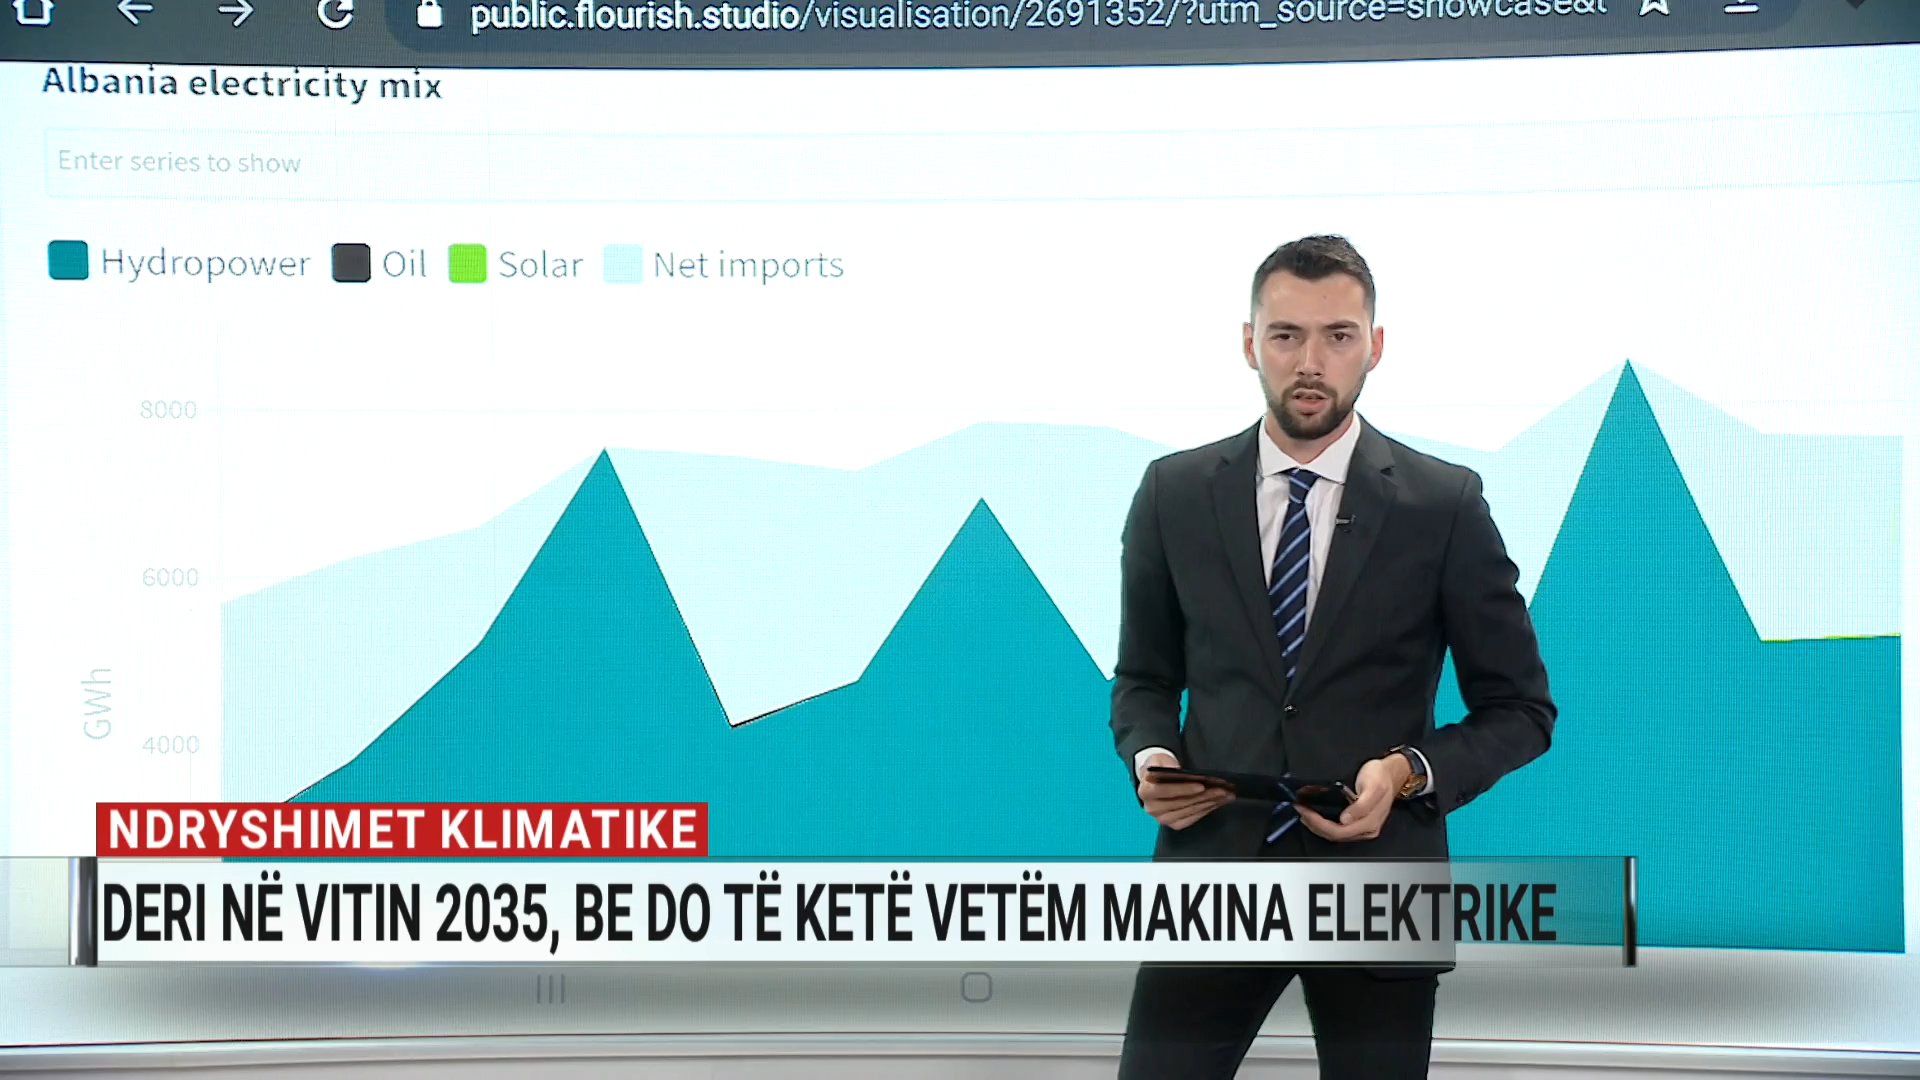 public.flourish.studio/visualisation/2691352/?utm_source=showcase&t
Albania electricity mix
Enter series to show
Hydropower Oil Solar Net imports
8000
6000
GWh
4000
NDRYSHIMET KLIMATIKE
DERI NË VITIN 2035, BE DO TË KETË VETËM MAKINA ELEKTRIKE